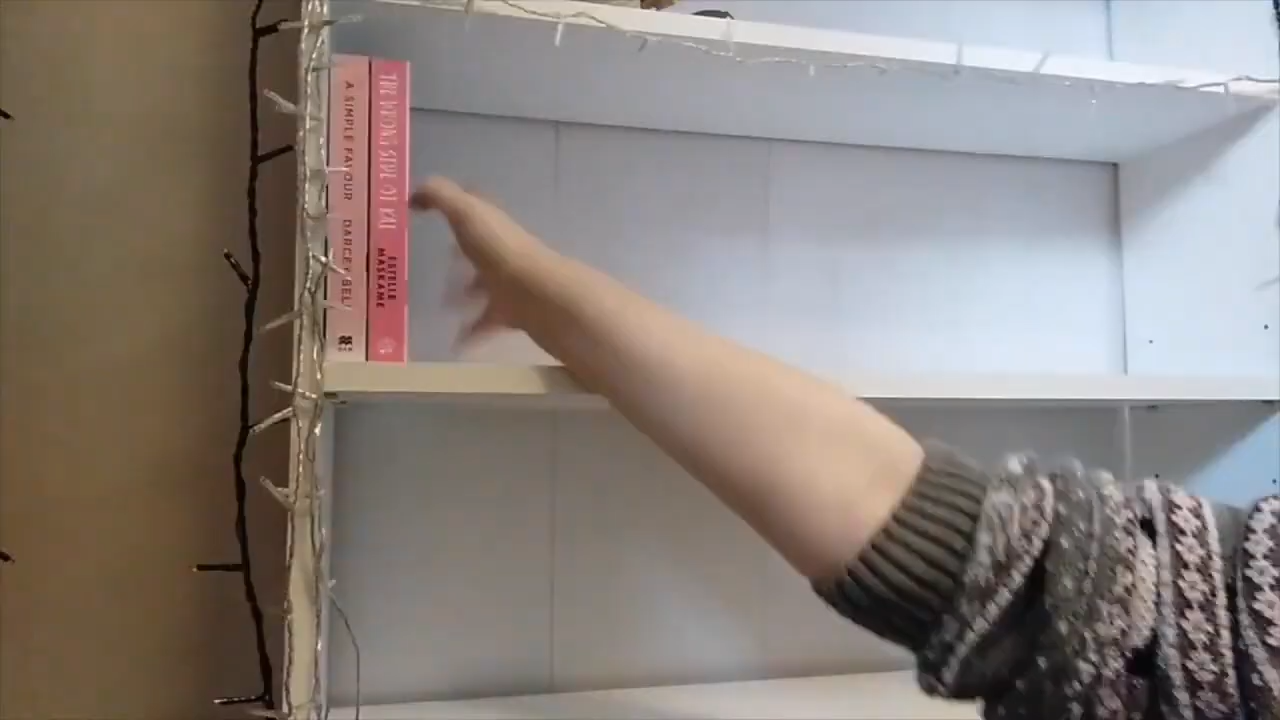 A SIMPLE FAVOUR DARCEY BELL
THE WRONG SIDE OF KAI
ESTELLE
MASKAME